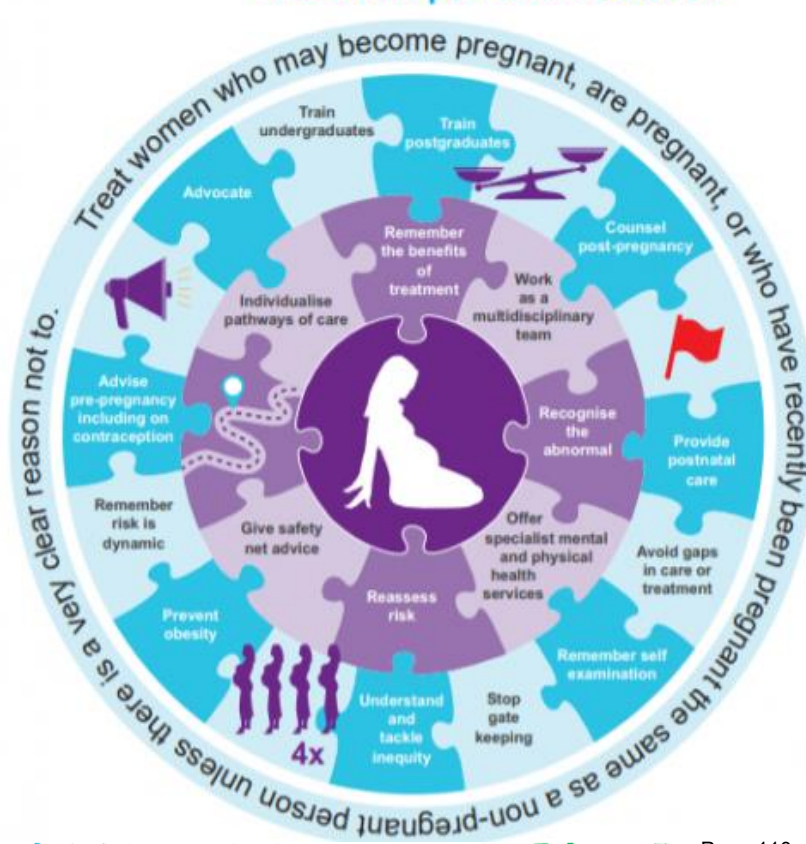 Treat women who may become pregnant, are pregnant, or who have recently been pregnant the same as a non-pregnant person unless there is a very clear reason not to.
Train
undergraduates
Train
postgraduates
Counsel
post-pregnancy
Provide
postnatal
care
Avoid gaps
in care or
treatment
Remember self
examination
Stop
gate
keeping
Understand
and
tackle
inequity
4x
Prevent
obesity
Remember
risk is
dynamic
Advise
pre-pregnancy
including on
contraception
Advocate
Remember
the benefits
of
treatment
Work
as a
multidisciplinary
team
Recognise
the
abnormal
Offer
specialist mental
and physical
health
services
Reassess
risk
Give safety
net advice
Individualise
pathways of care